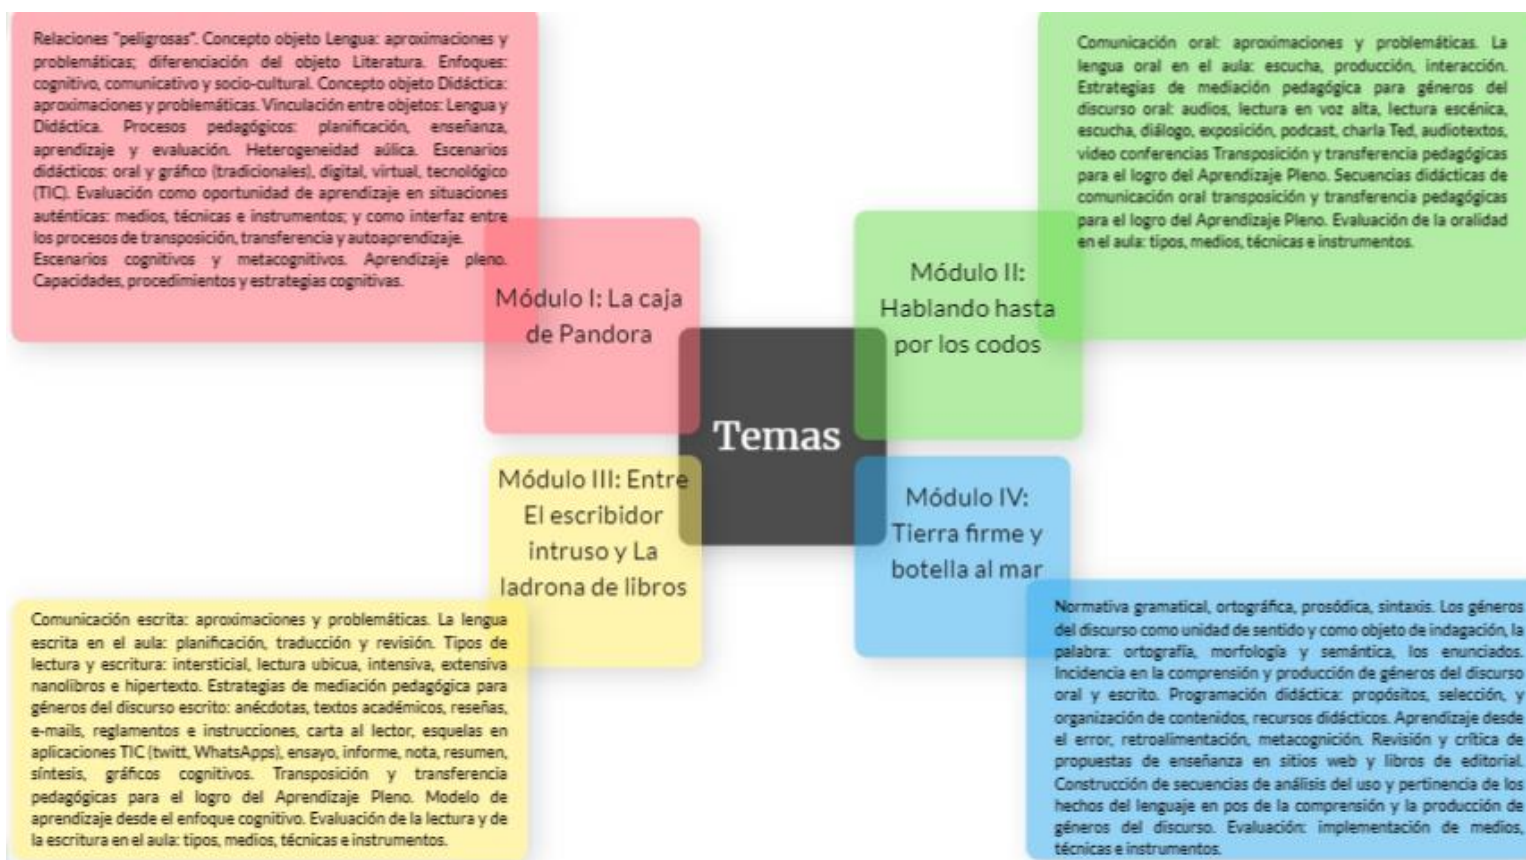 Relaciones "peligrosas". Concepto objeto Lengua: aproximaciones y
problemáticas; diferenciación del objeto Literatura. Enfoques:
cognitivo, comunicativo y socio-cultural. Concepto objeto Didáctica:
aproximaciones y problemáticas. Vinculación entre objetos: Lengua y
Didáctica. Procesos pedagógicos: planificación, enseñanza,
aprendizaje y evaluación. Heterogeneidad aúlica. Escenarios
didácticos: oral y gráfico (tradicionales), digital, virtual, tecnológico
(TIC). Evaluación como oportunidad de aprendizaje en situaciones
auténticas: medios, técnicas e instrumentos; y como interfaz entre
los procesos de transposición, transferencia y autoaprendizaje.
Escenarios cognitivos y metacognitivos. Aprendizaje pleno.
Capacidades, procedimientos y estrategias cognitivas.
Módulo I: La caja
de Pandora
Comunicación oral: aproximaciones y problemáticas. La
lengua oral en el aula: escucha, producción, interacción.
Estrategias de mediación pedagógica para géneros del
discurso oral: audios, lectura en voz alta, lectura escénica,
escucha, diálogo, exposición, podcast, charla Ted, audiotextos,
video conferencias Transposición y transferencia pedagógicas
para el logro del Aprendizaje Pleno. Secuencias didácticas de
comunicación oral transposición y transferencia pedagógicas
para el logro del Aprendizaje Pleno. Evaluación de la oralidad
en el aula: tipos, medios, técnicas e instrumentos.
Módulo II:
Hablando hasta
por los codos
Temas
Módulo III: Entre
El escribidor
intruso y La
ladrona de libros
Comunicación escrita: aproximaciones y problemáticas. La lengua
escrita en el aula: planificación, traducción y revisión. Tipos de
lectura y escritura: intersticial, lectura ubicua, intensiva, extensiva
nanolibros e hipertexto. Estrategias de mediación pedagógica para
géneros del discurso escrito: anécdotas, textos académicos, reseñas,
e-mails, reglamentos e instrucciones, carta al lector, esquelas en
aplicaciones TIC (twitt, WhatsApps), ensayo, informe, nota, resumen,
síntesis, gráficos cognitivos. Transposición y transferencia
pedagógicas para el logro del Aprendizaje Pleno. Modelo de
aprendizaje desde el enfoque cognitivo. Evaluación de la lectura y de
la escritura en el aula: tipos, medios, técnicas e instrumentos.
Módulo IV:
Tierra firme y
botella al mar
Normativa gramatical, ortográfica, prosódica, sintaxis. Los géneros
del discurso como unidad de sentido y como objeto de indagación, la
palabra: ortografía, morfología y semántica, los enunciados.
Incidencia en la comprensión y producción de géneros del discurso
oral y escrito. Programación didáctica: propósitos, selección, y
organización de contenidos, recursos didácticos. Aprendizaje desde
el error, retroalimentación, metacognición. Revisión y crítica de
propuestas de enseñanza en sitios web y libros de editorial.
Construcción de secuencias de análisis del uso y pertinencia de los
hechos del lenguaje en pos de la comprensión y la producción de
géneros del discurso. Evaluación: implementación de medios,
técnicas e instrumentos.